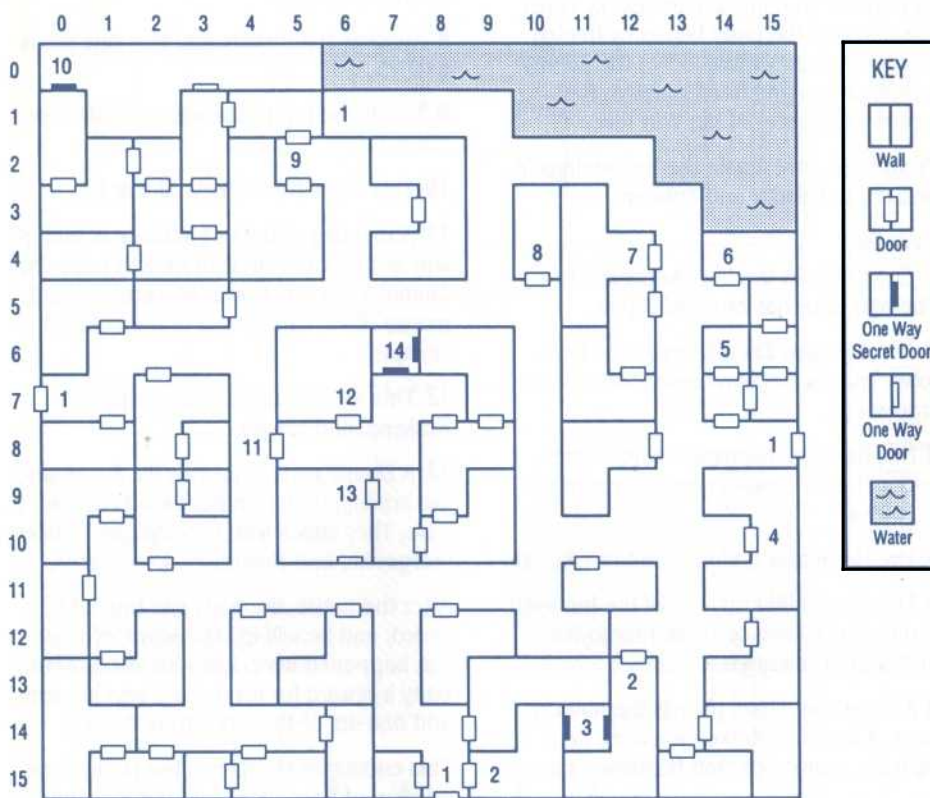 0 1 2 3 4 5 6 7 8 9 10 11 12 13 14 15
0 10
1 1
2 9
3
4 8 7 6
5
6 14 5
7 1 12
8 11 1
9 13
10 4
11
12
13 2
14 3
15 1 2
KEY
Wall
Door
One Way
Secret Door
One Way
Door
Water